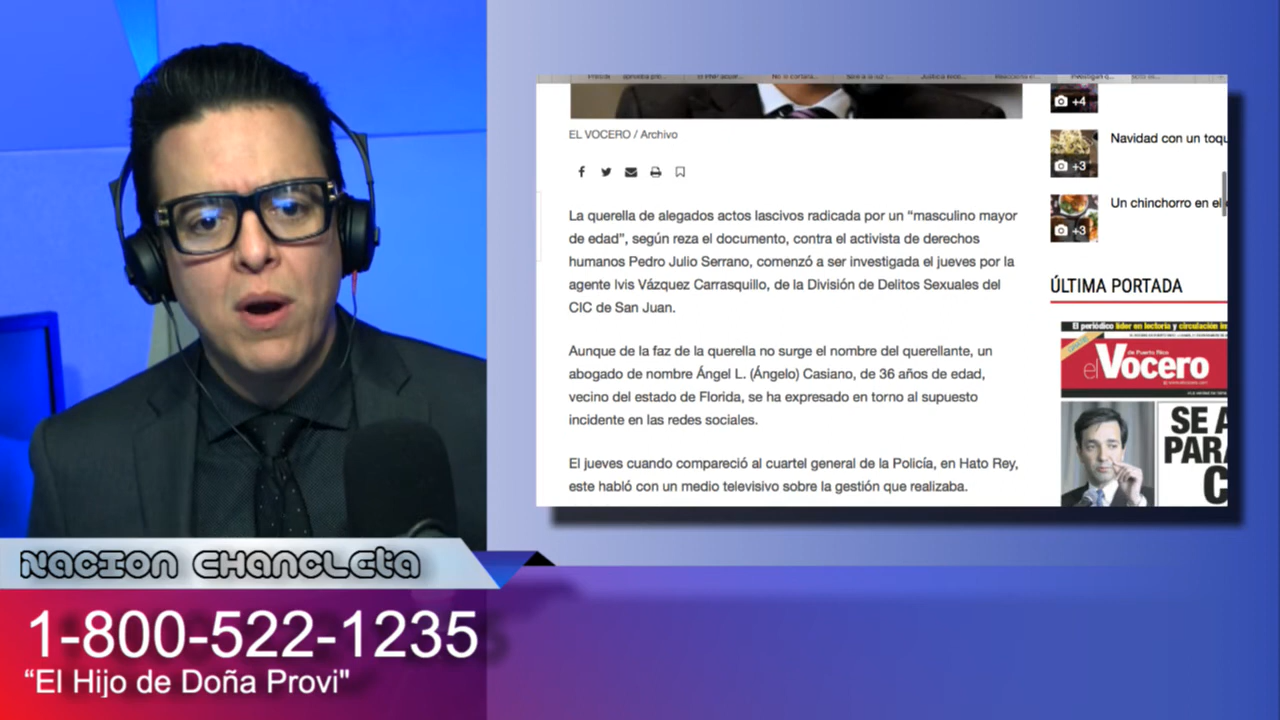 EL VOCERO / Archivo
La querella de alegados actos lascivos radicada por un “masculino mayor
de edad”, según reza el documento, contra el activista de derechos
humanos Pedro Julio Serrano, comenzó a ser investigada el jueves por la
agente Ivis Vázquez Carrasquillo, de la División de Delitos Sexuales del
CIC de San Juan.
Aunque de la faz de la querella no surge el nombre del querellante, un
abogado de nombre Ángel L. (Ángelo) Casiano, de 36 años de edad,
vecino del estado de Florida, se ha expresado en torno al supuesto
incidente en las redes sociales.
El jueves cuando compareció al cuartel general de la Policía, en Hato Rey,
este habló con un medio televisivo sobre la gestión que realizaba.
+4
+3
Navidad con un toqu
+3
Un chinchorro en el
ÚLTIMA PORTADA
El periódico líder en lectoría y circulación
de Puerto Rico
el Vocero
SE A
PAR
C
NACION CHANCLETA
1-800-522-1235
“El Hijo de Doña Provi"